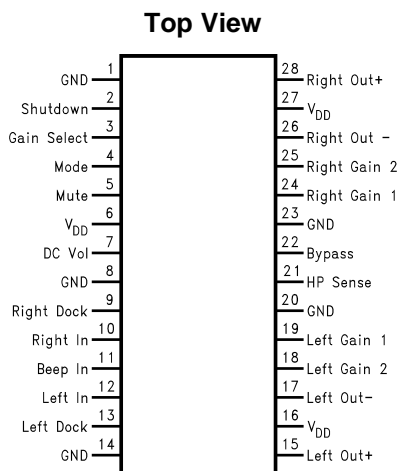 Top View
GND 1
Shutdown 2
Gain Select 3
Mode 4
Mute 5
VDD 6
DC Vol 7
GND 8
Right Dock 9
Right In 10
Beep In 11
Left In 12
Left Dock 13
GND 14
28 Right Out+
27 VDD
26 Right Out -
25 Right Gain 2
24 Right Gain 1
23 GND
22 Bypass
21 HP Sense
20 GND
19 Left Gain 1
18 Left Gain 2
17 Left Out-
16 VDD
15 Left Out+